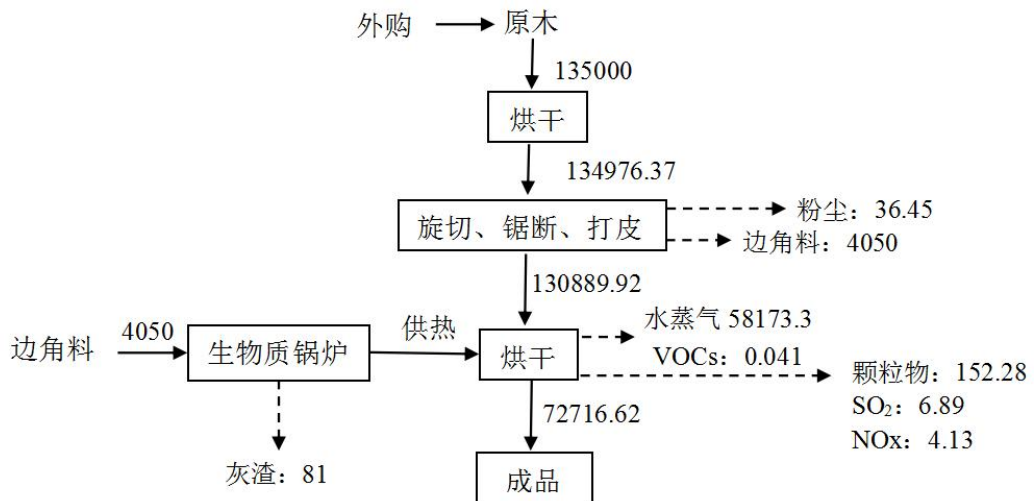 外购
原木
135000
烘干
134976.37
旋切、锯断、打皮
粉尘：36.45
边角料：4050
130889.92
边角料
4050
生物质锅炉
供热
烘干
水蒸气 58173.3
VOCs：0.041
颗粒物：152.28
SO₂：6.89
NOx：4.13
72716.62
灰渣：81
成品